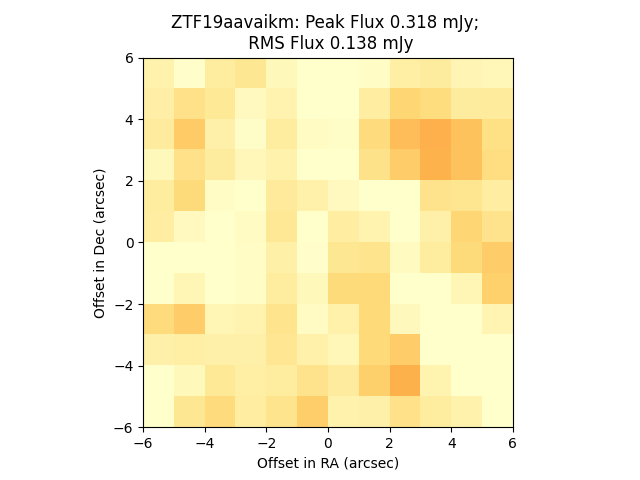 ZTF19aavaikm: Peak Flux 0.318 mJy;
RMS Flux 0.138 mJy
6
4
2
0
−2
−4
−6
Offset in Dec (arcsec)
−6 −4 −2 0 2 4 6
Offset in RA (arcsec)